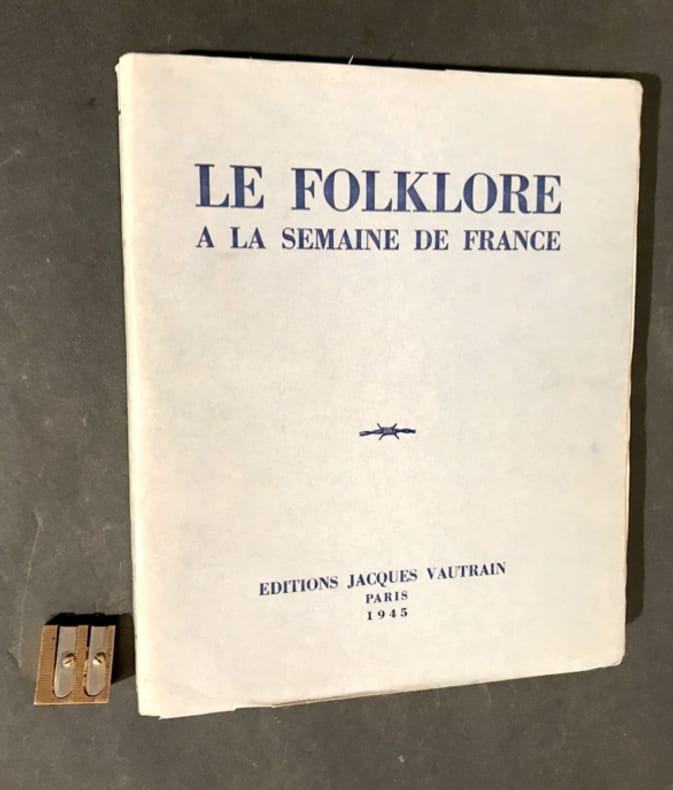 LE FOLKLORE
A LA SEMAINE DE FRANCE
EDITIONS JACQUES VAUTRAIN
PARIS
1945